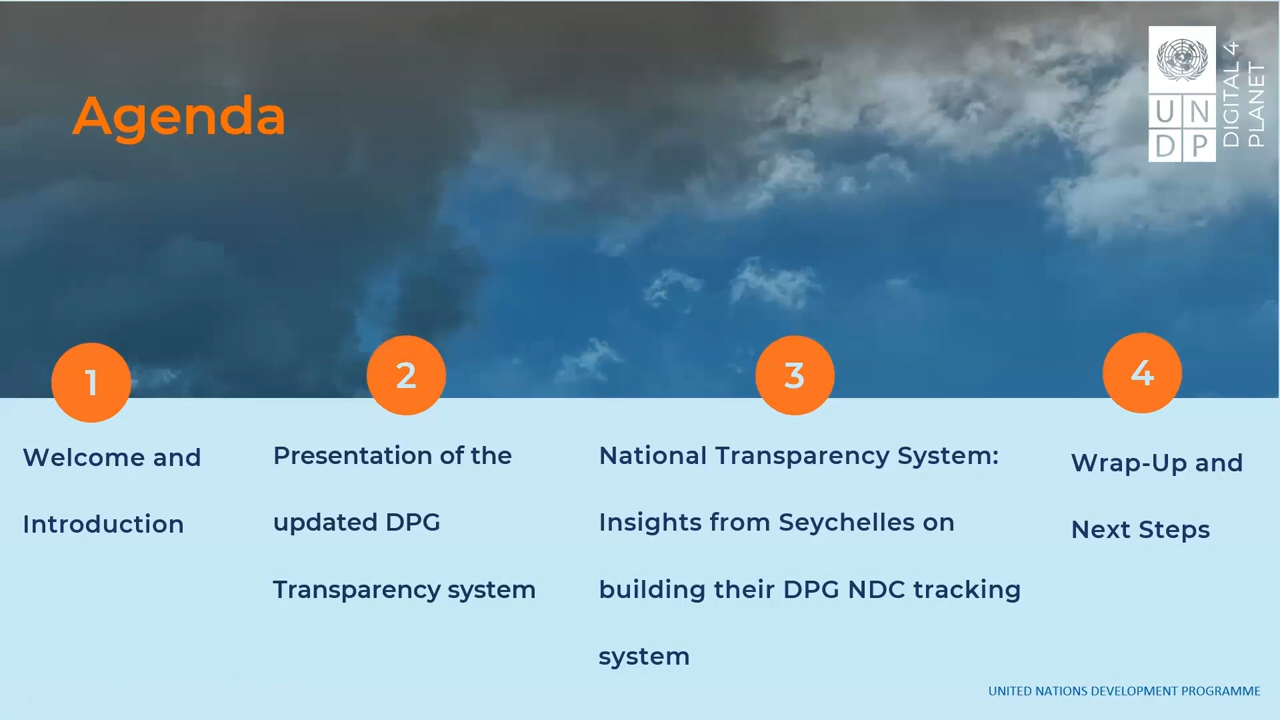 Agenda
UN
DP
DIGITAL 4
PLANET
1
Welcome and
Introduction
2
Presentation of the
updated DPG
Transparency system
3
National Transparency System:
Insights from Seychelles on
building their DPG NDC tracking
system
4
Wrap-Up and
Next Steps
UNITED NATIONS DEVELOPMENT PROGRAMME